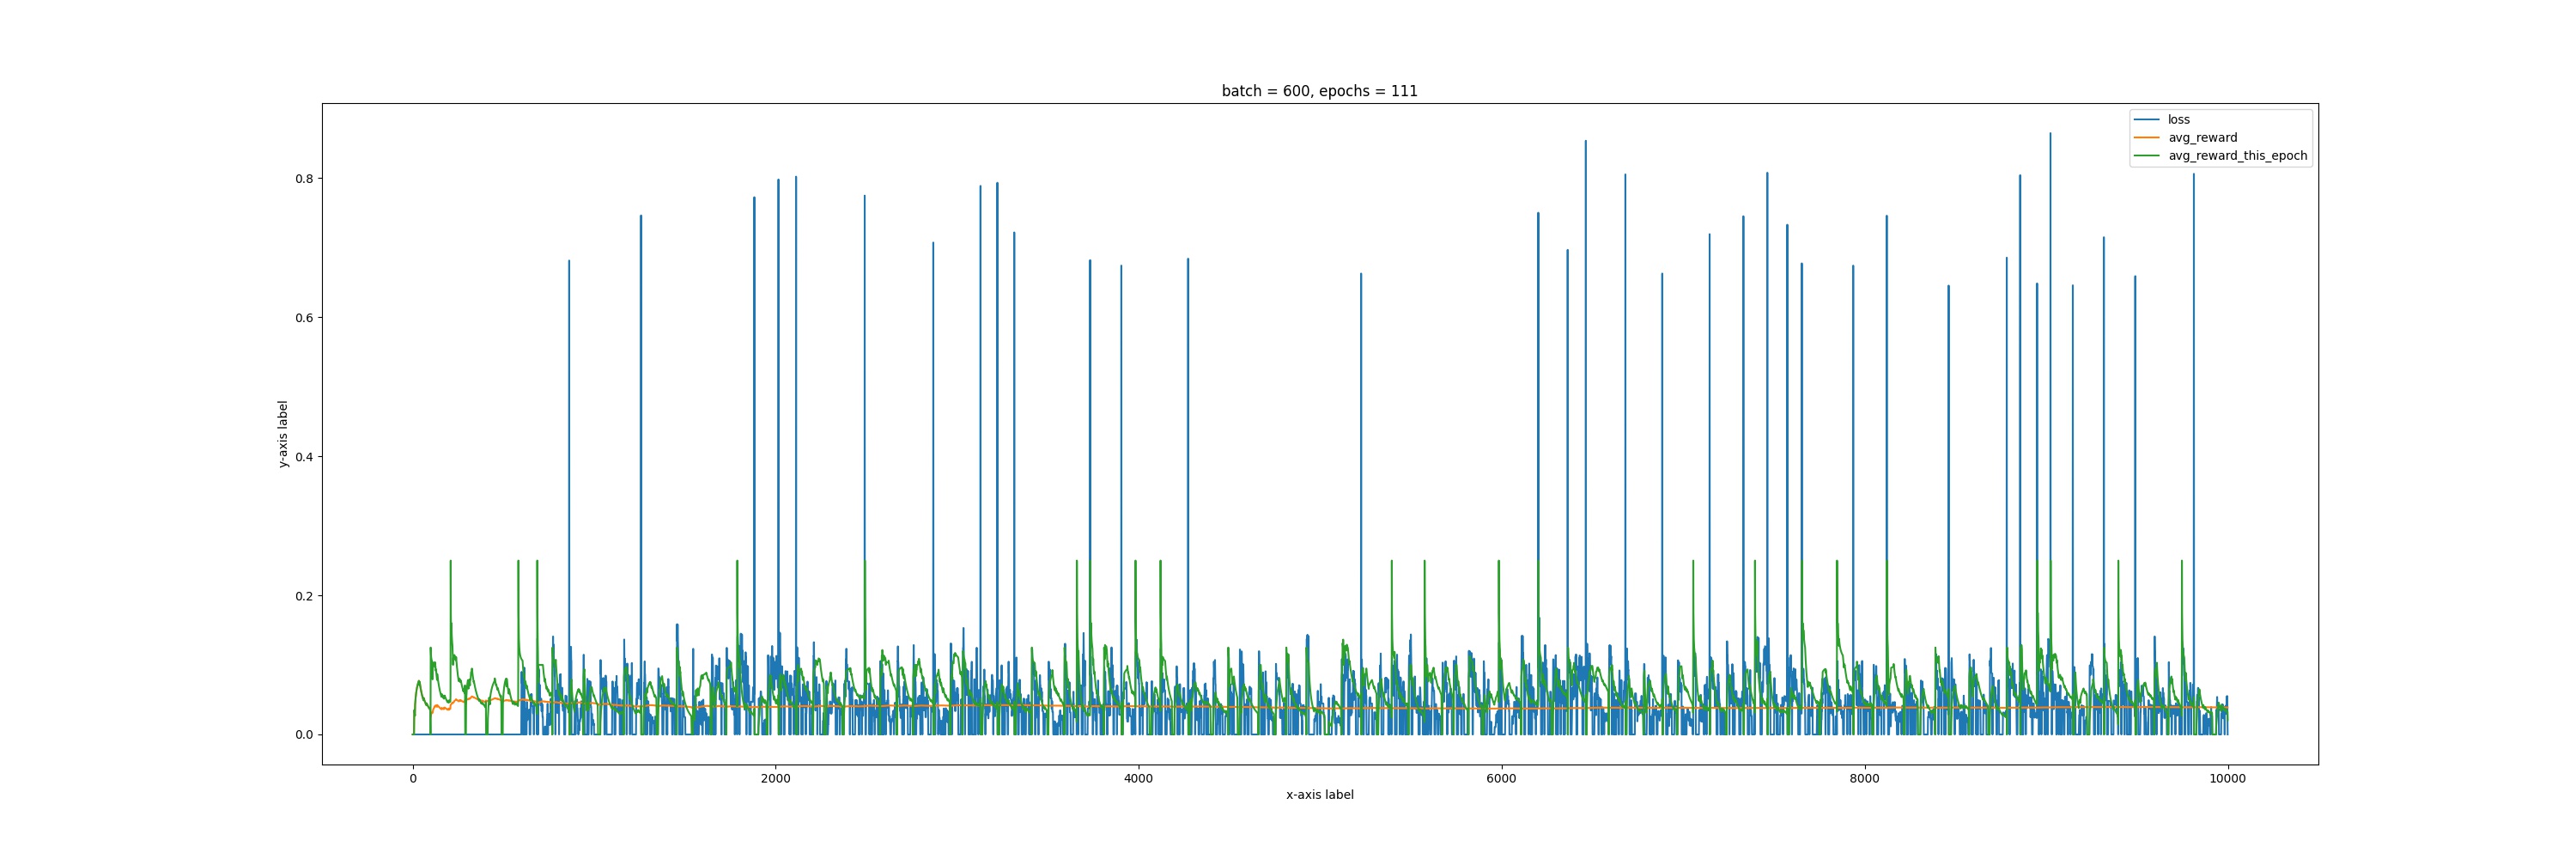 batch = 600, epochs = 111
loss
avg_reward
avg_reward_this_epoch
y-axis label
0.8
0.6
0.4
0.2
0.0
0 2000 4000 6000 8000 10000
x-axis label